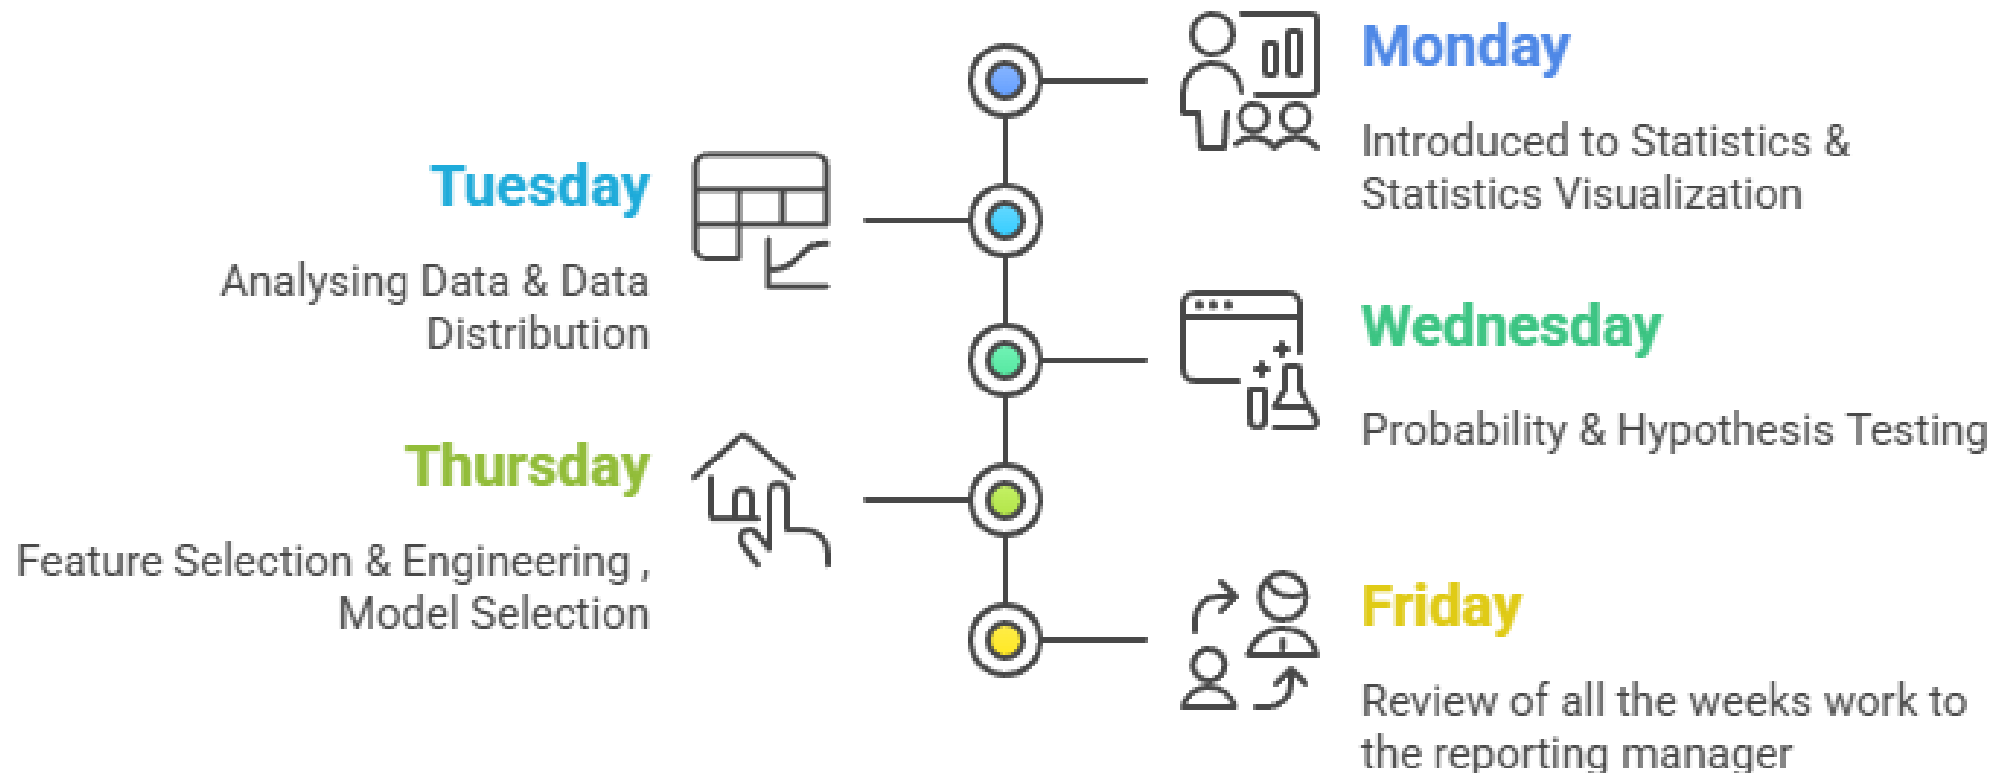 Monday
Introduced to Statistics &
Statistics Visualization
Tuesday
Analysing Data & Data
Distribution
Wednesday
Probability & Hypothesis Testing
Thursday
Feature Selection & Engineering ,
Model Selection
Friday
Review of all the weeks work to
the reporting manager